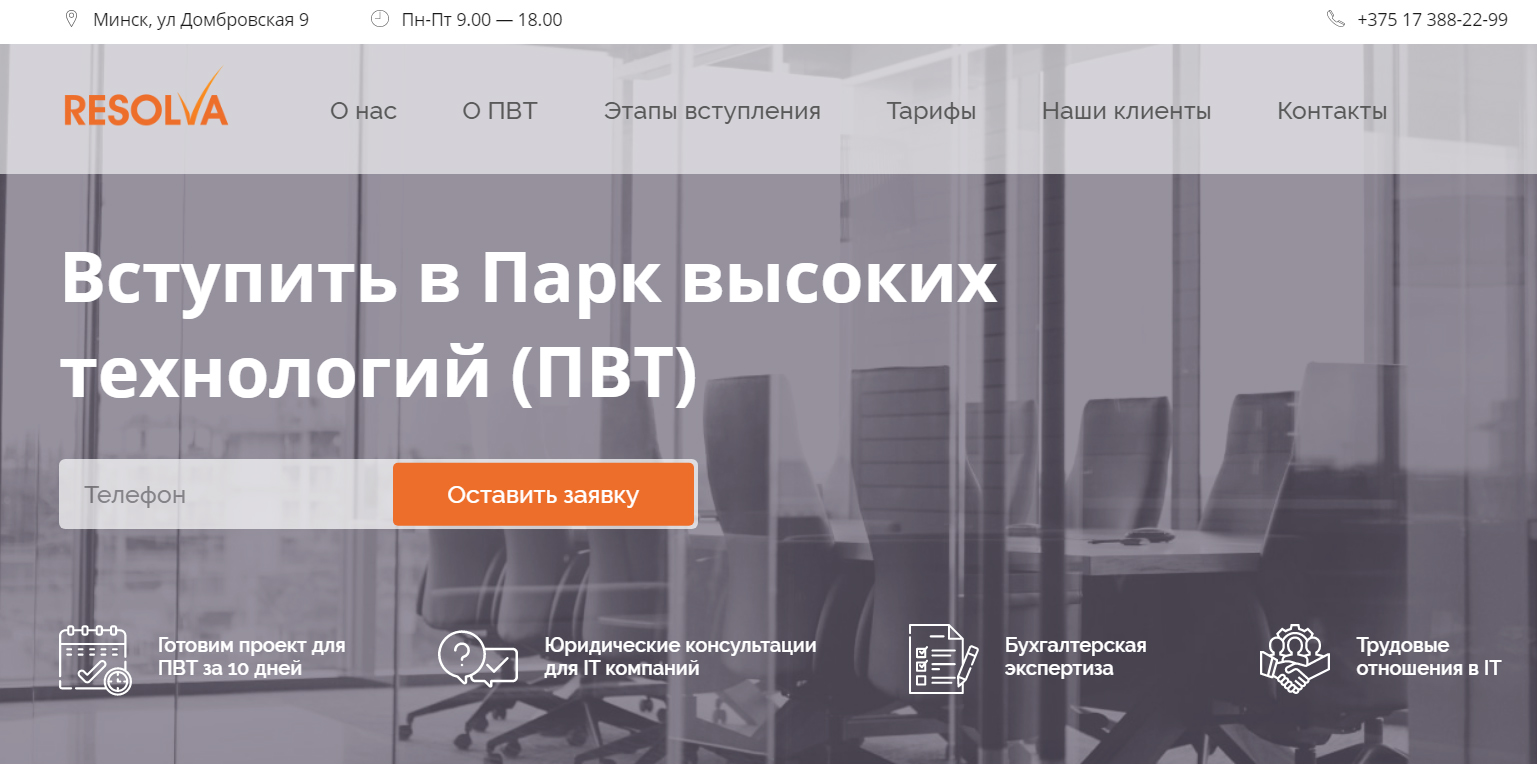 Минск, ул Домбровская 9
Пн-Пт 9.00 — 18.00
+375 17 388-22-99
RESOLVA
О нас
О ПВТ
Этапы вступления
Тарифы
Наши клиенты
Контакты
Вступить в Парк высоких
технологий (ПВТ)
Телефон
Оставить заявку
Готовим проект для
ПВТ за 10 дней
Юридические консультации
для IT компаний
Бухгалтерская
экспертиза
Трудовые
отношения в IT